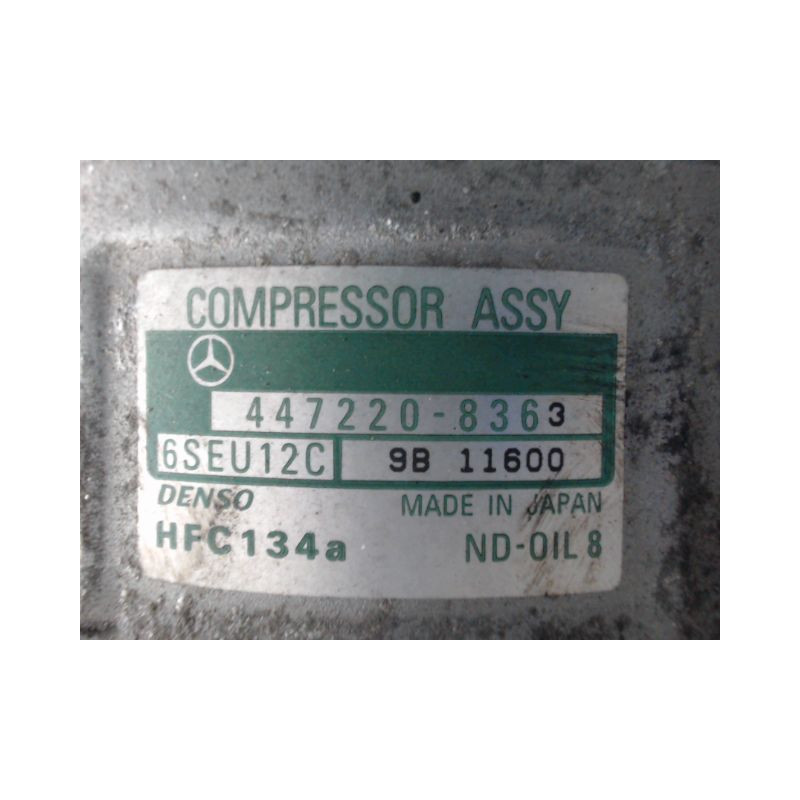 COMPRESSOR ASSY
447220-8363
6SEU12C 9B 11600
DENSO MADE IN JAPAN
HFC134a ND-OIL 8